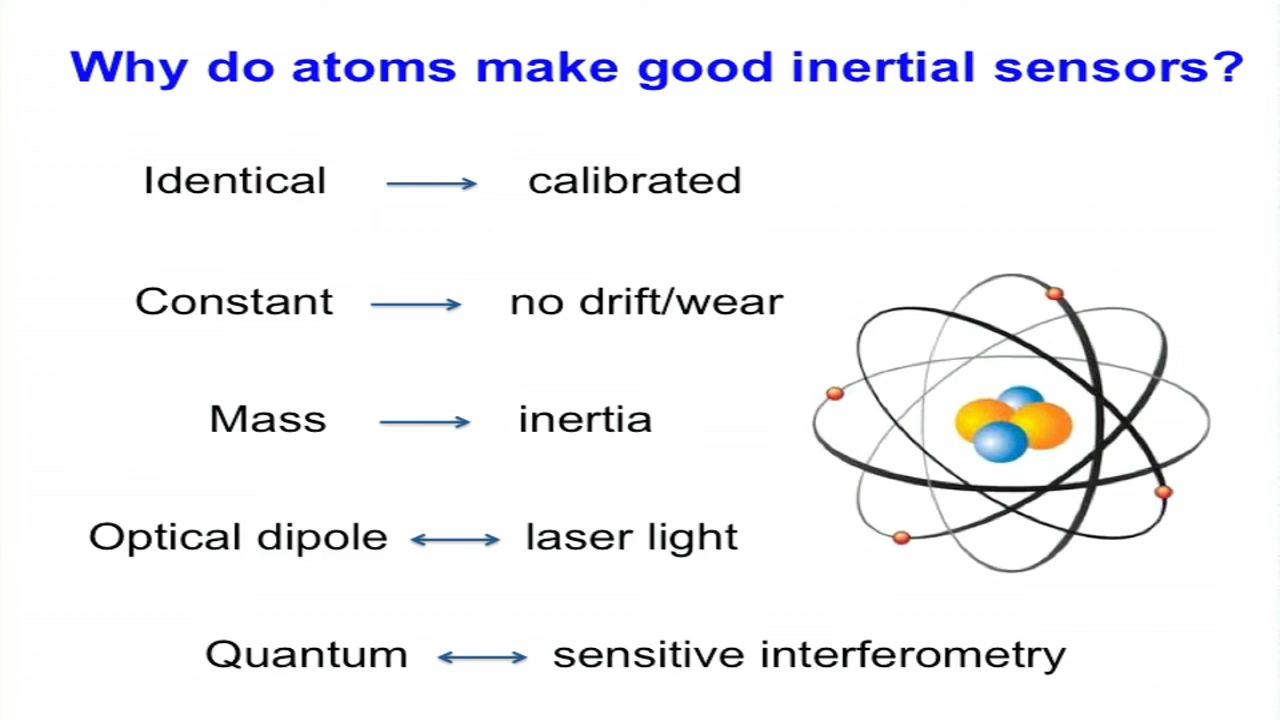 Why do atoms make good inertial sensors?
Identical → calibrated
Constant → no drift/wear
Mass → inertia
Optical dipole ↔ laser light
Quantum ↔ sensitive interferometry